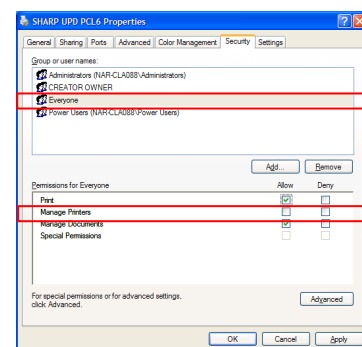 SHARP UPD PCL6 Properties
General Sharing Ports Advanced Color Management Security Settings
Group or user names:
Administrators (NAR-CLA088\Administrators)
CREATOR OWNER
Everyone
Power Users (NAR-CLA088\Power Users)
Add... Remove
Permissions for Everyone Allow Deny
Print
Manage Printers
Manage Documents
Special Permissions
For special permissions or for advanced settings,
click Advanced.
Advanced
OK Cancel Apply